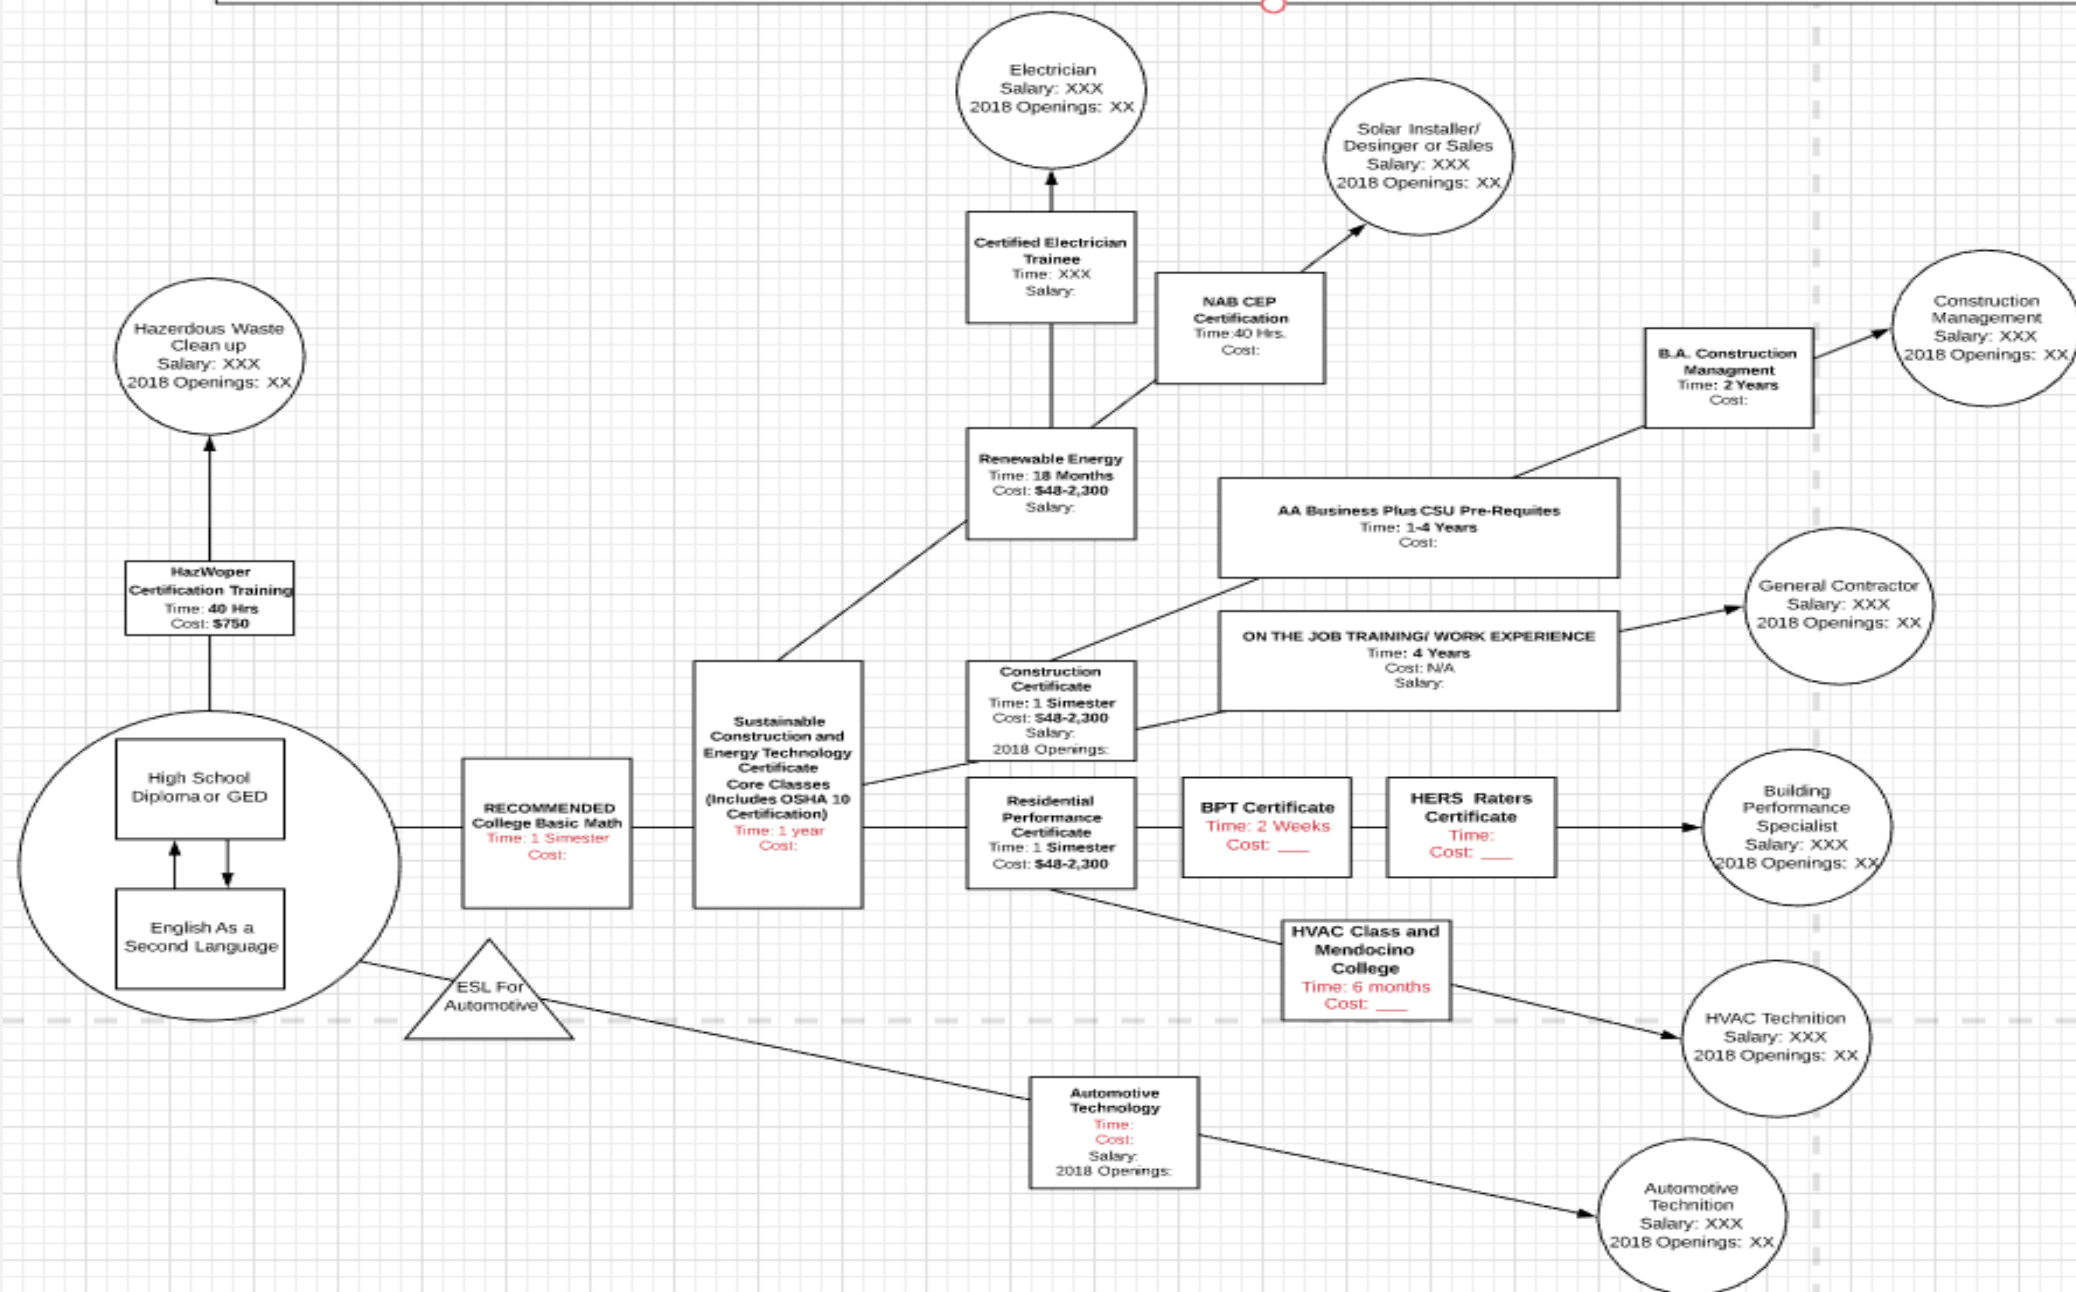 Electrician
Salary: XXX
2018 Openings: XX
Solar Installer/
Desinger or Sales
Salary: XXX
2018 Openings: XX
Certified Electrician
Trainee
Time: XXX
Salary:
NAB CEP
Certification
Time:40 Hrs.
Cost:
Construction
Management
Salary: XXX
2018 Openings: XX
Hazerdous Waste
Clean up
Salary: XXX
2018 Openings: XX
B.A. Construction
Managment
Time: 2 Years
Cost:
Renewable Energy
Time: 18 Months
Cost: $48-2,300
Salary:
AA Business Plus CSU Pre-Requites
Time: 1-4 Years
Cost:
HazWoper
Certification Training
Time: 40 Hrs
Cost: $750
General Contractor
Salary: XXX
2018 Openings: XX
ON THE JOB TRAINING/ WORK EXPERIENCE
Time: 4 Years
Cost: N/A
Salary:
Construction
Certificate
Time: 1 Simester
Cost: $48-2,300
Salary:
2018 Openings:
Sustainable
Construction and
Energy Technology
Certificate
Core Classes
(Includes OSHA 10
Certification)
Time: 1 year
Cost:
High School
Diploma or GED
RECOMMENDED
College Basic Math
Time: 1 Simester
Cost:
Residential
Performance
Certificate
Time: 1 Simester
Cost: $48-2,300
BPT Certificate
Time: 2 Weeks
Cost: ___
HERS Raters
Certificate
Time:
Cost: ___
Building
Performance
Specialist
Salary: XXX
2018 Openings: XX
English As a
Second Language
HVAC Class and
Mendocino
College
Time: 6 months
Cost: ___
ESL For
Automotive
HVAC Technition
Salary: XXX
2018 Openings: XX
Automotive
Technology
Time:
Cost:
Salary:
2018 Openings:
Automotive
Technition
Salary: XXX
2018 Openings: XX